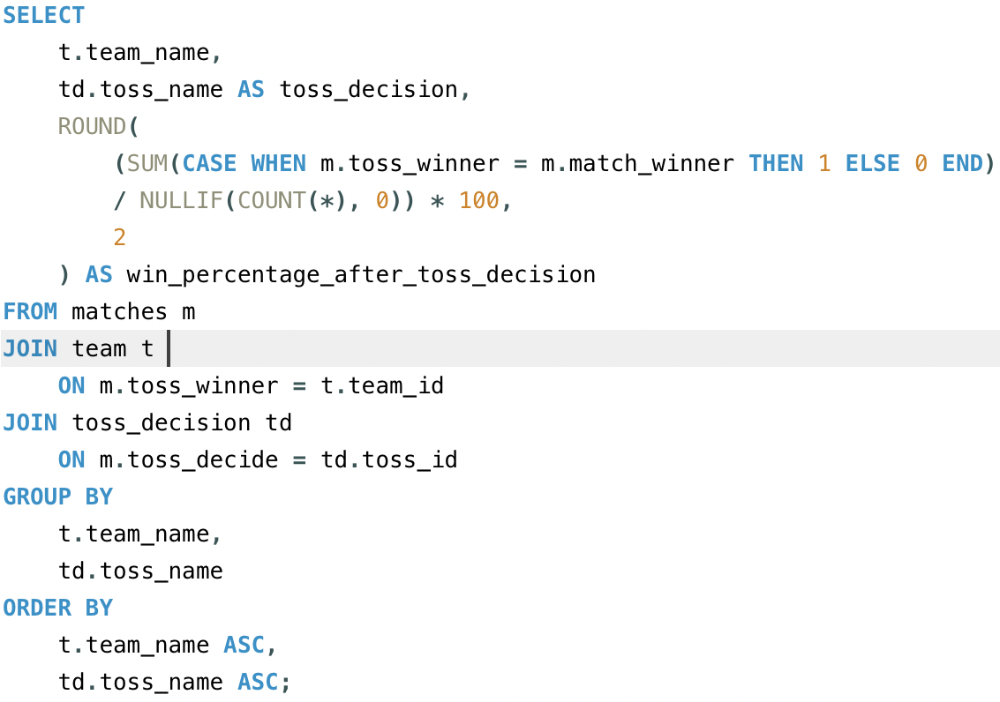 SELECT
    t.team_name,
    td.toss_name AS toss_decision,
    ROUND(
        (SUM(CASE WHEN m.toss_winner = m.match_winner THEN 1 ELSE 0 END)
        / NULLIF(COUNT(*), 0)) * 100,
        2
    ) AS win_percentage_after_toss_decision
FROM matches m
JOIN team t
    ON m.toss_winner = t.team_id
JOIN toss_decision td
    ON m.toss_decide = td.toss_id
GROUP BY
    t.team_name,
    td.toss_name
ORDER BY
    t.team_name ASC,
    td.toss_name ASC;